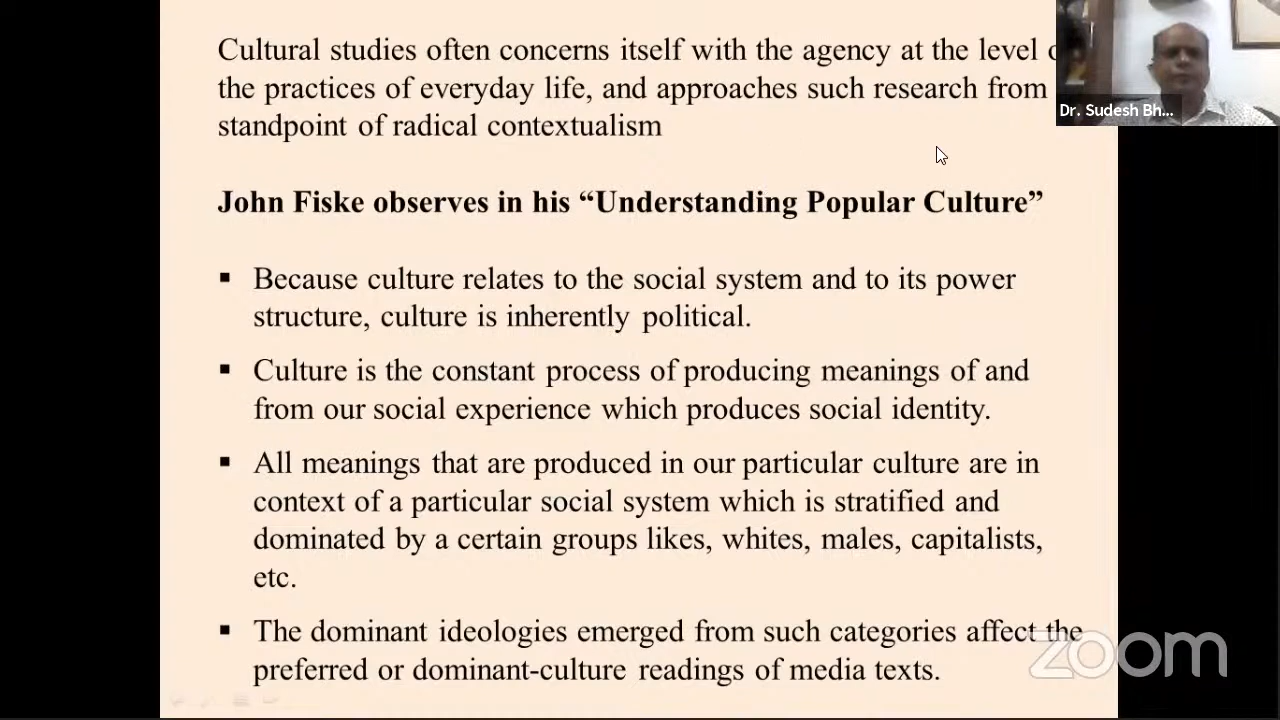 Cultural studies often concerns itself with the agency at the level
the practices of everyday life, and approaches such research from
standpoint of radical contextualism
Dr. Sudesh Bh...
John Fiske observes in his “Understanding Popular Culture”
▪ Because culture relates to the social system and to its power
structure, culture is inherently political.
▪ Culture is the constant process of producing meanings of and
from our social experience which produces social identity.
▪ All meanings that are produced in our particular culture are in
context of a particular social system which is stratified and
dominated by a certain groups likes, whites, males, capitalists,
etc.
▪ The dominant ideologies emerged from such categories affect the
preferred or dominant-culture readings of media texts.
zoom